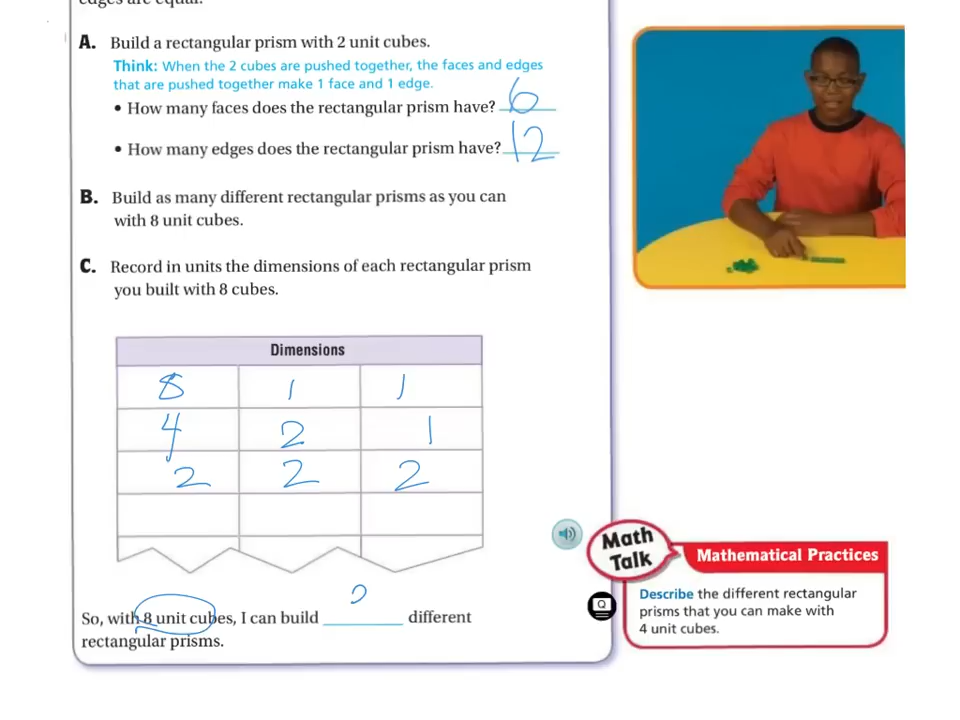 A. Build a rectangular prism with 2 unit cubes.
Think: When the 2 cubes are pushed together, the faces and edges
that are pushed together make 1 face and 1 edge.
• How many faces does the rectangular prism have? 6
• How many edges does the rectangular prism have? 12
B. Build as many different rectangular prisms as you can
with 8 unit cubes.
C. Record in units the dimensions of each rectangular prism
you built with 8 cubes.
Dimensions
8 1 1
4 2 1
2 2 2
So, with 8 unit cubes, I can build ________ different
rectangular prisms.
Math
Talk
Mathematical Practices
Describe the different rectangular
prisms that you can make with
4 unit cubes.